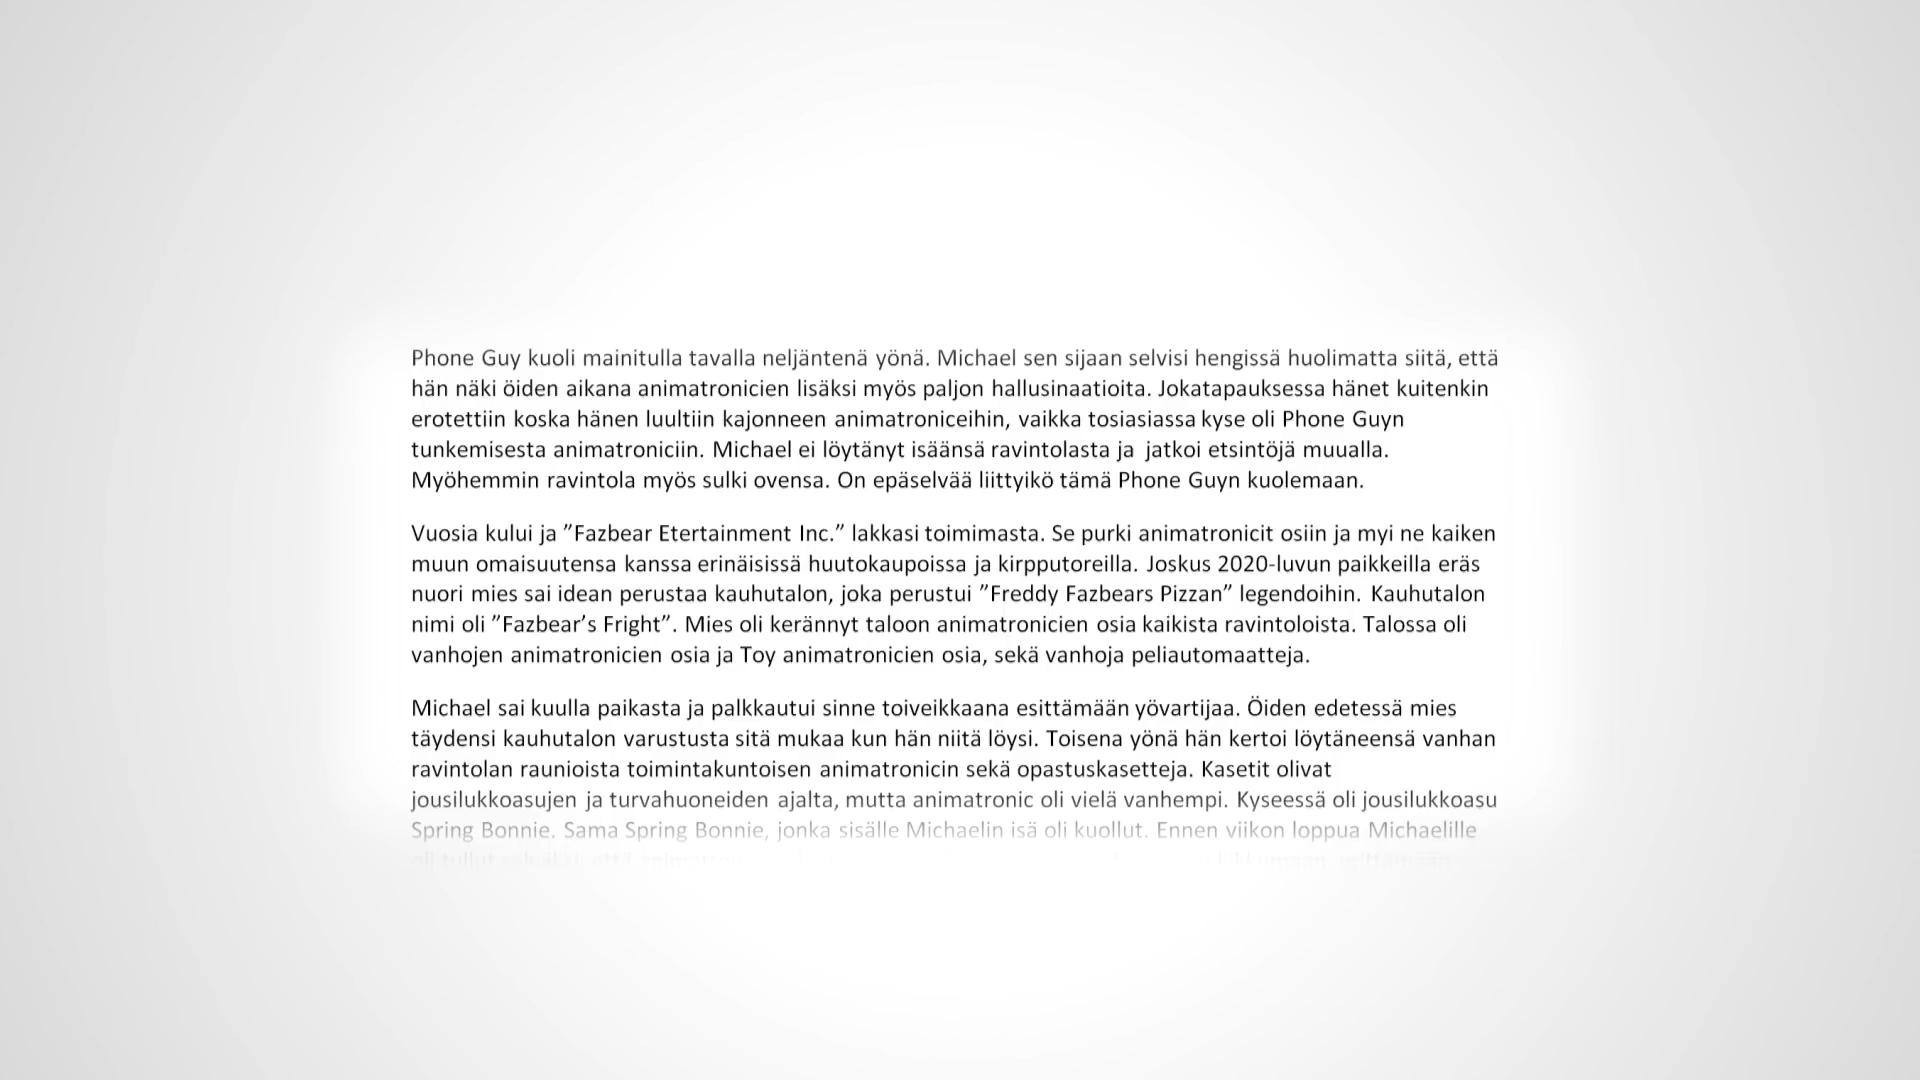 Phone Guy kuoli mainitulla tavalla neljäntenä yönä. Michael sen sijaan selvisi hengissä huolimatta siitä, että
hän näki öiden aikana animatronicien lisäksi myös paljon hallusinaatioita. Jokatapauksessa hänet kuitenkin
erotettiin koska hänen luultiin kajonneen animatroniceihin, vaikka tosiasiassa kyse oli Phone Guyn
tunkemisesta animatroniciin. Michael ei löytänyt isäänsä ravintolasta ja jatkoi etsintöjä muualla.
Myöhemmin ravintola myös sulki ovensa. On epäselvää liittyikö tämä Phone Guyn kuolemaan.
Vuosia kului ja ”Fazbear Etertainment Inc.” lakkasi toimimasta. Se purki animatronicit osiin ja myi ne kaiken
muun omaisuutensa kanssa erinäisissä huutokaupoissa ja kirpputoreilla. Joskus 2020-luvun paikkeilla eräs
nuori mies sai idean perustaa kauhutalon, joka perustui ”Freddy Fazbears Pizzan” legendoihin. Kauhutalon
nimi oli ”Fazbear’s Fright”. Mies oli kerännyt taloon animatronicien osia kaikista ravintoloista. Talossa oli
vanhojen animatronicien osia ja Toy animatronicien osia, sekä vanhoja peliautomaatteja.
Michael sai kuulla paikasta ja palkkautui sinne toiveikkaana esittämään yövartijaa. Öiden edetessä mies
täydensi kauhutalon varustusta sitä mukaa kun hän niitä löysi. Toisena yönä hän kertoi löytäneensä vanhan
ravintolan raunioista toimintakuntoisen animatronicin sekä opastuskasetteja. Kasetit olivat
jousilukkoasujen ja turvahuoneiden ajalta, mutta animatronic oli vielä vanhempi. Kyseessä oli jousilukkoasu
Spring Bonnie. Sama Spring Bonnie, jonka sisälle Michaelin isä oli kuollut. Ennen viikon loppua Michaelille
oli tullut